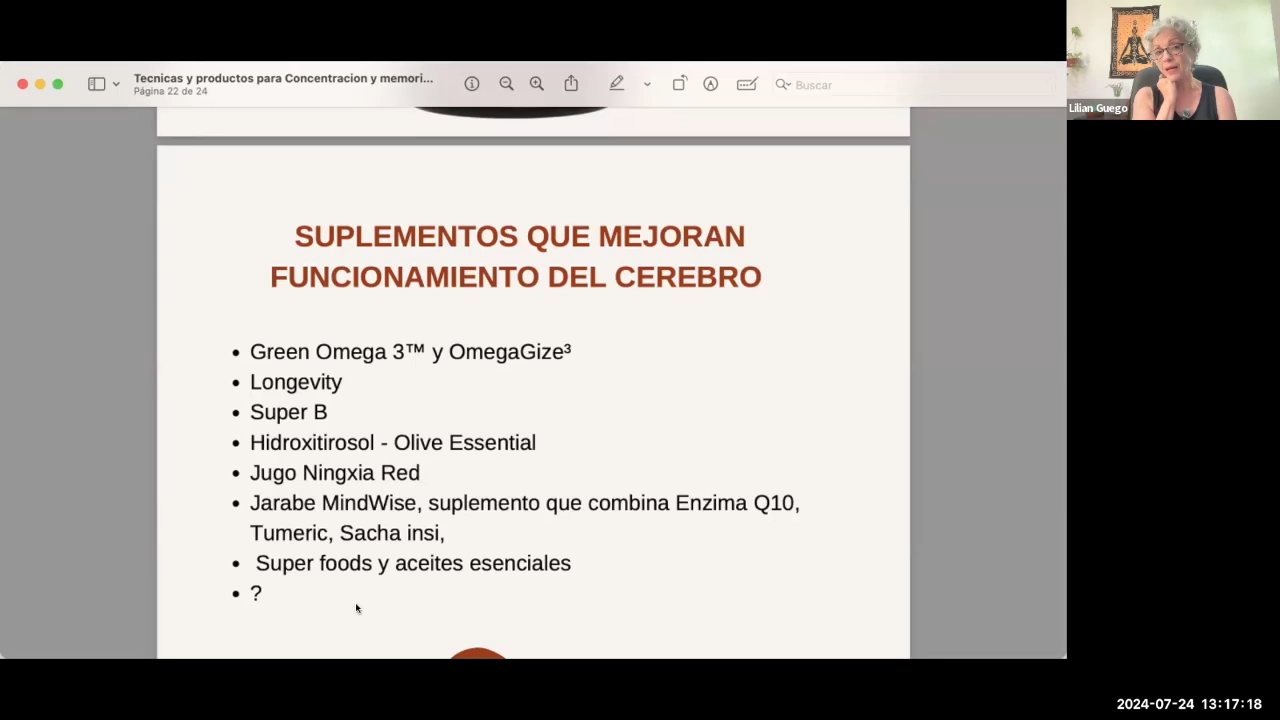 Tecnicas y productos para Concentracion y memori...
Página 22 de 24
Buscar
Lilian Guego
SUPLEMENTOS QUE MEJORAN
FUNCIONAMIENTO DEL CEREBRO
• Green Omega 3™ y OmegaGize³
• Longevity
• Super B
• Hidroxitirosol - Olive Essential
• Jugo Ningxia Red
• Jarabe MindWise, suplemento que combina Enzima Q10,
Tumeric, Sacha insi,
• Super foods y aceites esenciales
• ?
2024-07-24 13:17:18